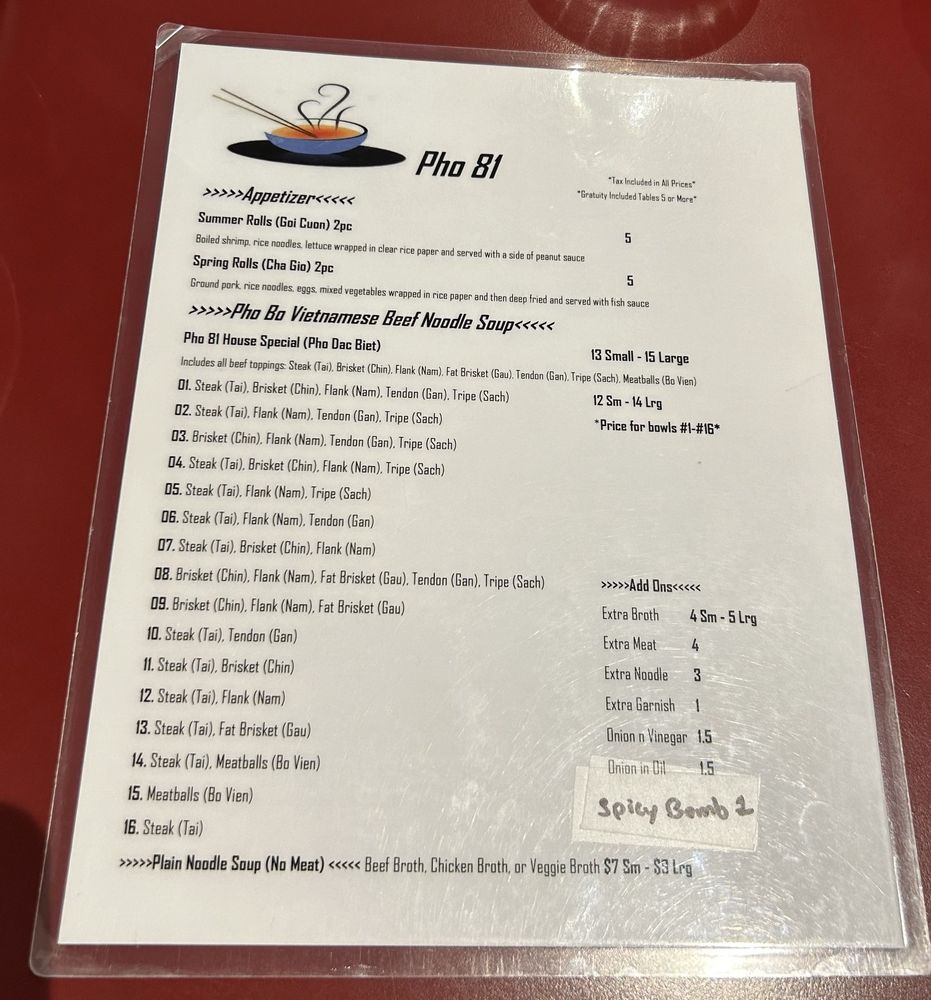 Pho 81
*Tax Included in All Prices*
*Gratuity Included Tables 5 or More*
>>>>>Appetizer<<<<<
Summer Rolls (Goi Cuon) 2pc 5
Boiled shrimp, rice noodles, lettuce wrapped in clear rice paper and served with a side of peanut sauce
Spring Rolls (Cha Gio) 2pc 5
Ground pork, rice noodles, eggs, mixed vegetables wrapped in rice paper and then deep fried and served with fish sauce
>>>>>Pho Bo Vietnamese Beef Noodle Soup<<<<<
Pho 81 House Special (Pho Dac Biet) 13 Small - 15 Large
Includes all beef toppings: Steak (Tai), Brisket (Chin), Flank (Nam), Fat Brisket (Gau), Tendon (Gan), Tripe (Sach), Meatballs (Bo Vien)
01. Steak (Tai), Brisket (Chin), Flank (Nam), Tendon (Gan), Tripe (Sach) 12 Sm - 14 Lrg
02. Steak (Tai), Flank (Nam), Tendon (Gan), Tripe (Sach) *Price for bowls #1-#16*
03. Brisket (Chin), Flank (Nam), Tendon (Gan), Tripe (Sach)
04. Steak (Tai), Brisket (Chin), Flank (Nam), Tripe (Sach)
05. Steak (Tai), Flank (Nam), Tripe (Sach)
06. Steak (Tai), Flank (Nam), Tendon (Gan)
07. Steak (Tai), Brisket (Chin), Flank (Nam)
08. Brisket (Chin), Flank (Nam), Fat Brisket (Gau), Tendon (Gan), Tripe (Sach)
09. Brisket (Chin), Flank (Nam), Fat Brisket (Gau)
10. Steak (Tai), Tendon (Gan)
11. Steak (Tai), Brisket (Chin)
12. Steak (Tai), Flank (Nam)
13. Steak (Tai), Fat Brisket (Gau)
14. Steak (Tai), Meatballs (Bo Vien)
15. Meatballs (Bo Vien)
16. Steak (Tai)
>>>>>Add Ons<<<<<
Extra Broth 4 Sm - 5 Lrg
Extra Meat 4
Extra Noodle 3
Extra Garnish 1
Onion n Vinegar 1.5
Onion in Oil 1.5
Spicy Bomb 1
>>>>>Plain Noodle Soup (No Meat) <<<<< Beef Broth, Chicken Broth, or Veggie Broth $7 Sm - $9 Lrg